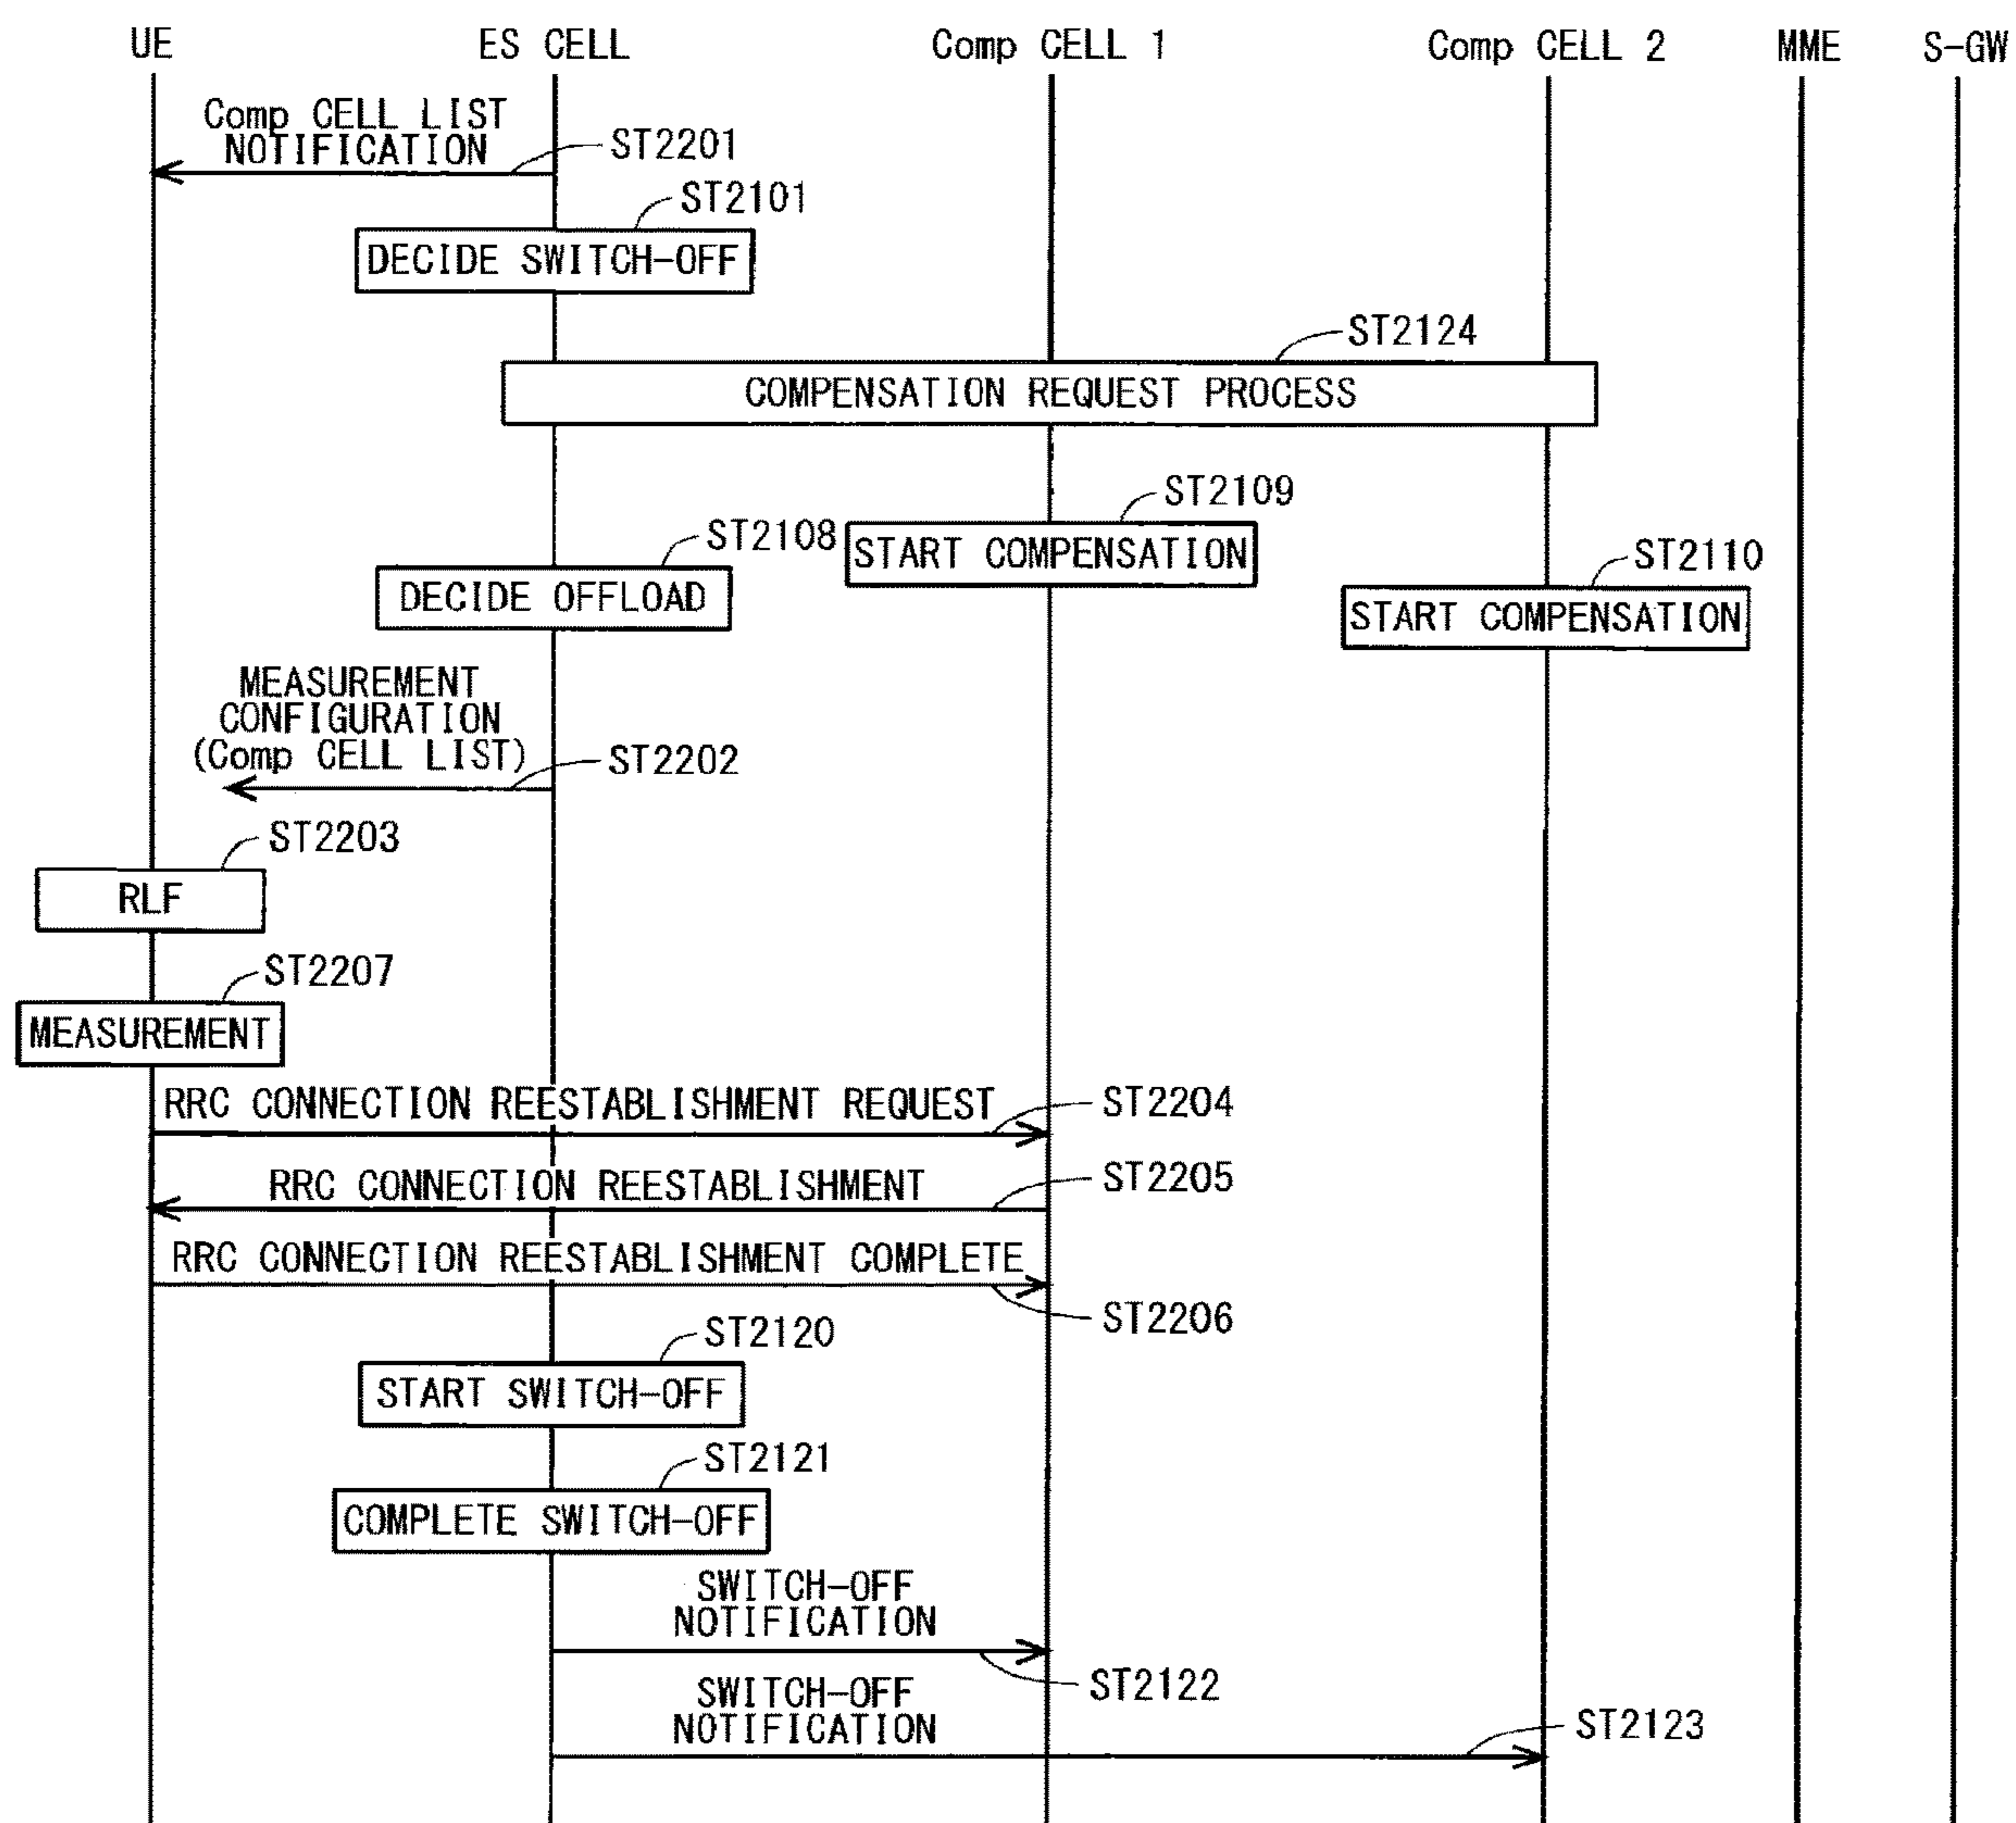 UE
ES CELL
Comp CELL 1
Comp CELL 2
MME
S-GW
Comp CELL LIST
NOTIFICATION
ST2201
ST2101
DECIDE SWITCH-OFF
ST2124
COMPENSATION REQUEST PROCESS
ST2109
START COMPENSATION
ST2108
DECIDE OFFLOAD
ST2110
START COMPENSATION
MEASUREMENT
CONFIGURATION
(Comp CELL LIST)
ST2202
ST2203
RLF
ST2207
MEASUREMENT
RRC CONNECTION REESTABLISHMENT REQUEST
ST2204
RRC CONNECTION REESTABLISHMENT
ST2205
RRC CONNECTION REESTABLISHMENT COMPLETE
ST2206
ST2120
START SWITCH-OFF
ST2121
COMPLETE SWITCH-OFF
SWITCH-OFF
NOTIFICATION
ST2122
SWITCH-OFF
NOTIFICATION
ST2123